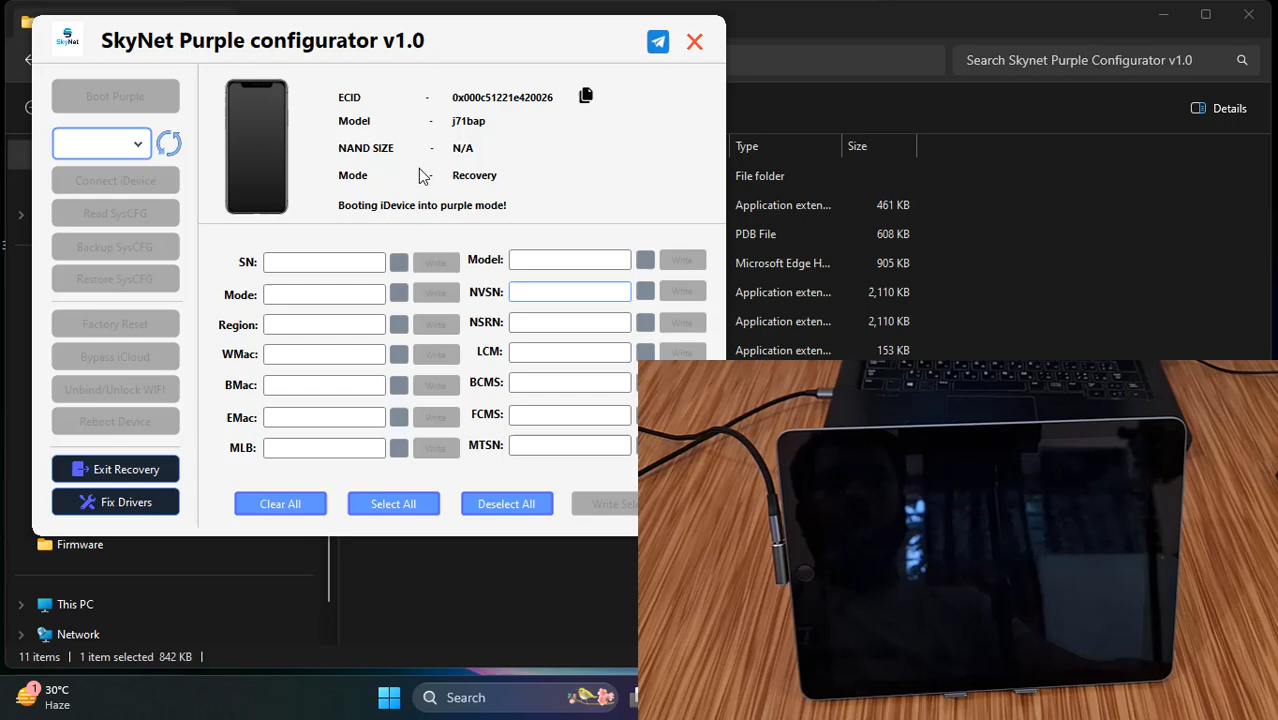 SkyNet
SkyNet Purple configurator v1.0
Search Skynet Purple Configurator v1.0
Boot Purple
Connect iDevice
Read SysCFG
Backup SysCFG
Restore SysCFG
Factory Reset
Bypass iCloud
Unbind/Unlock WIFI
Reboot Device
Exit Recovery
Fix Drivers
ECID - 0x000c51221e420026
Model - j71bap
NAND SIZE - N/A
Mode - Recovery
Booting iDevice into purple mode!
SN: Write Model: Write
Mode: Write NVSN: Write
Region: Write NSRN: Write
WMac: Write LCM: Write
BMac: Write BCMS:
EMac: Write FCMS:
MLB: Write MTSN:
Clear All Select All Deselect All
Details
Type Size
File folder
Application exten... 461 KB
PDB File 608 KB
Microsoft Edge H... 905 KB
Application exten... 2,110 KB
Application exten... 2,110 KB
Application exten... 153 KB
Firmware
This PC
Network
11 items 1 item selected 842 KB
1
30°C
Haze
Search